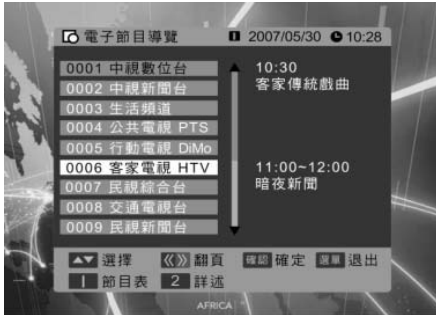 電子節目導覽 2007/05/30 10:28
0001 中視數位台
0002 中視新聞台
0003 生活頻道
0004 公共電視 PTS
0005 行動電視 DiMo
0006 客家電視 HTV
0007 民視綜合台
0008 交通電視台
0009 民視新聞台
10:30
客家傳統戲曲
11:00~12:00
暗夜新聞
選擇 翻頁 確認 確定 選單 退出
1 節目表 2 詳述
AFRICA